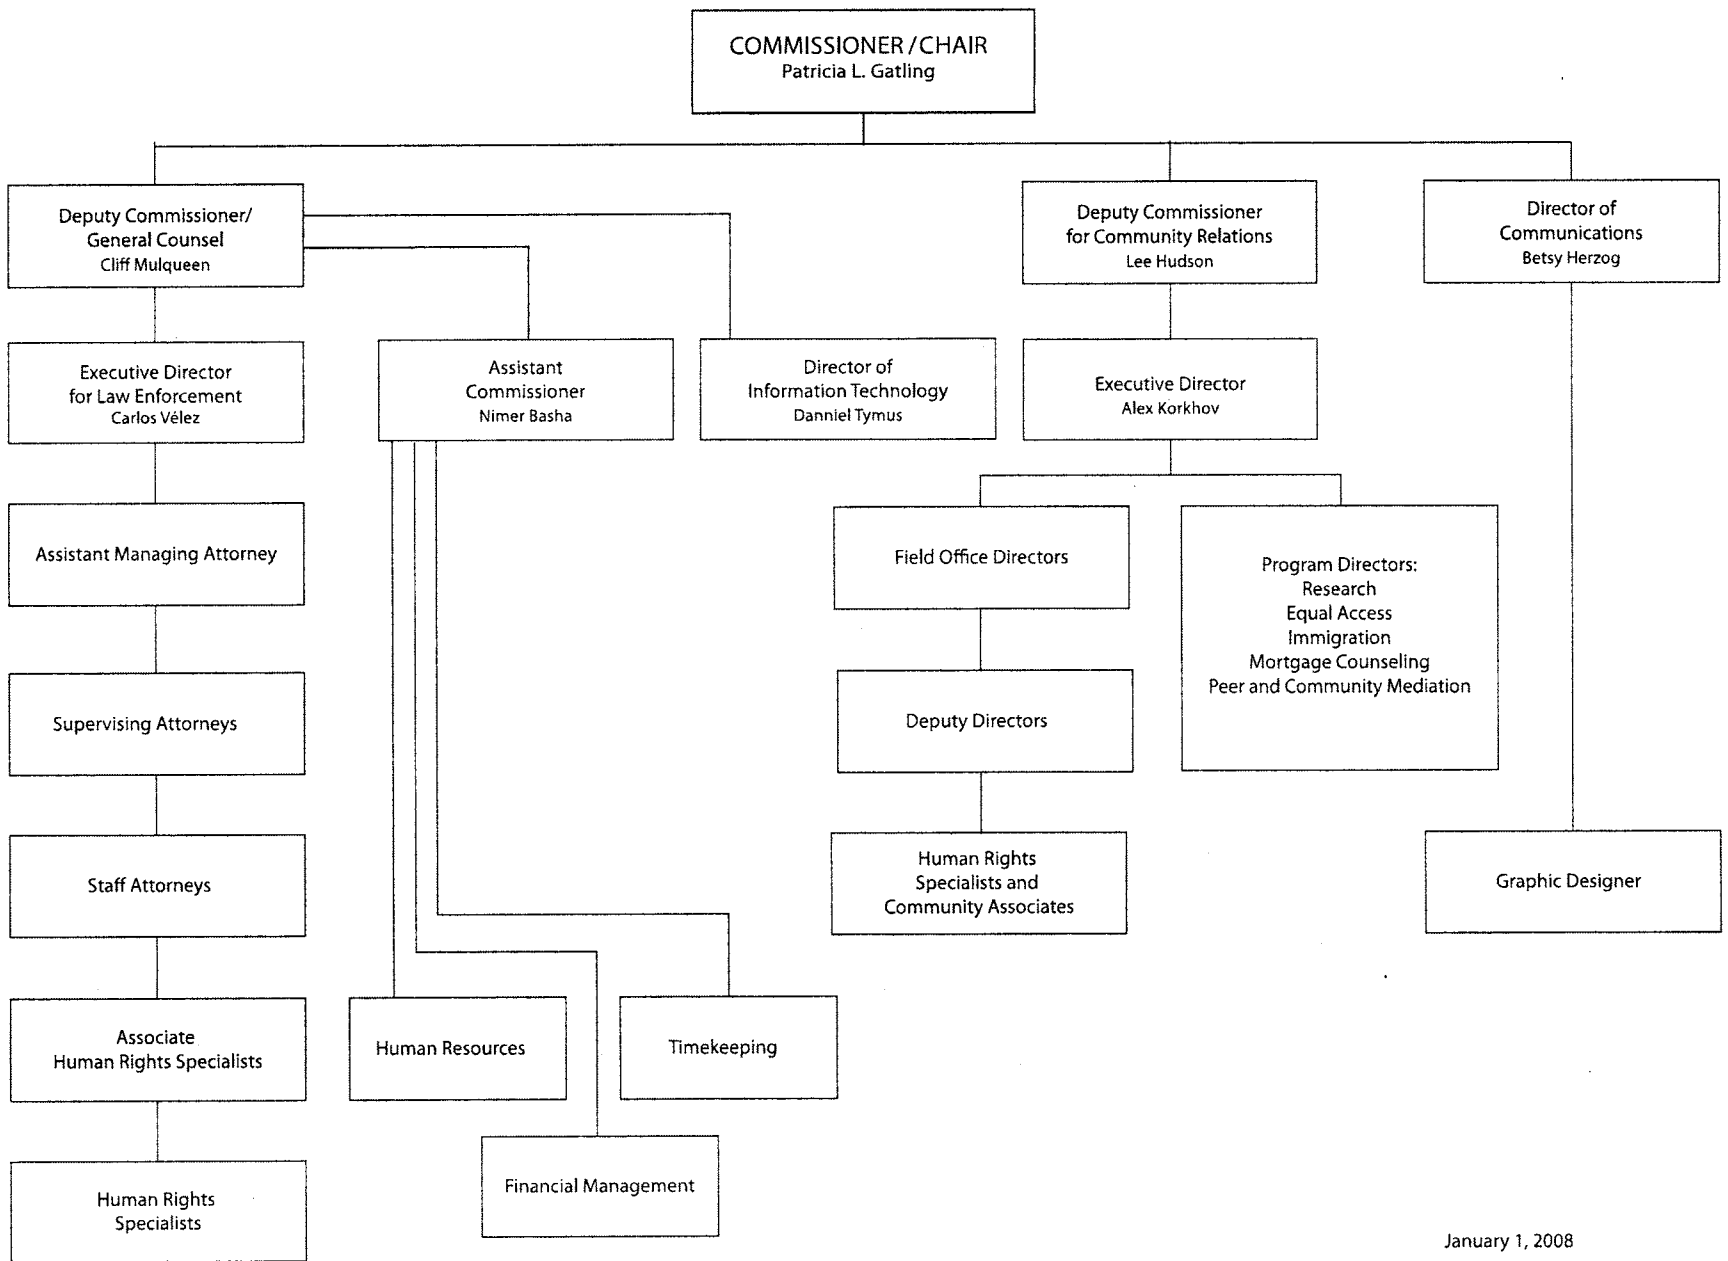 COMMISSIONER / CHAIR
Patricia L. Gatling
Deputy Commissioner/
General Counsel
Cliff Mulqueen
Deputy Commissioner
for Community Relations
Lee Hudson
Director of
Communications
Betsy Herzog
Executive Director
for Law Enforcement
Carlos Vélez
Assistant
Commissioner
Nimer Basha
Director of
Information Technology
Danniel Tymus
Executive Director
Alex Korkhov
Assistant Managing Attorney
Field Office Directors
Program Directors:
Research
Equal Access
Immigration
Mortgage Counseling
Peer and Community Mediation
Supervising Attorneys
Deputy Directors
Staff Attorneys
Human Rights
Specialists and
Community Associates
Graphic Designer
Associate
Human Rights Specialists
Human Resources
Timekeeping
Financial Management
Human Rights
Specialists
January 1, 2008